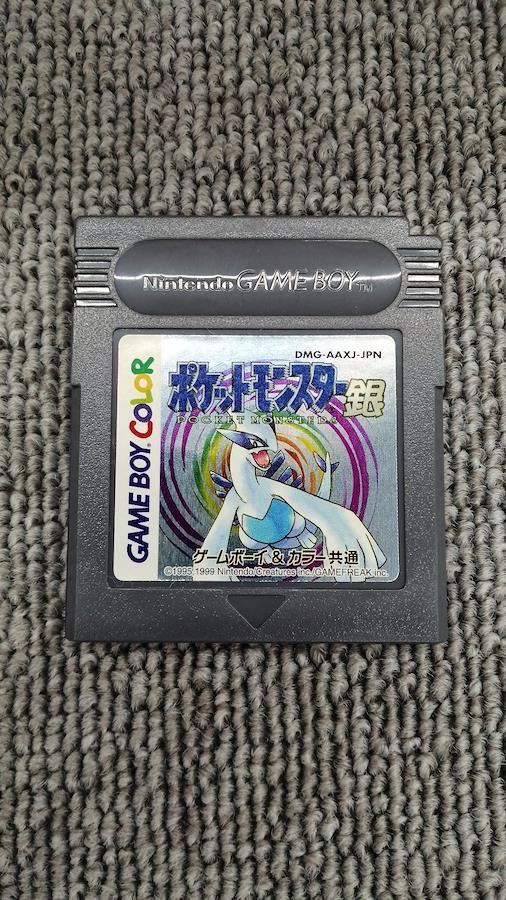 Nintendo GAME BOY TM
DMG-AAXJ-JPN
ポケットモンスター銀
POCKET MONSTERS
GAME BOY COLOR
ゲームボーイ&カラー共通
©1995,1999 Nintendo/Creatures inc./GAMEFREAK inc.